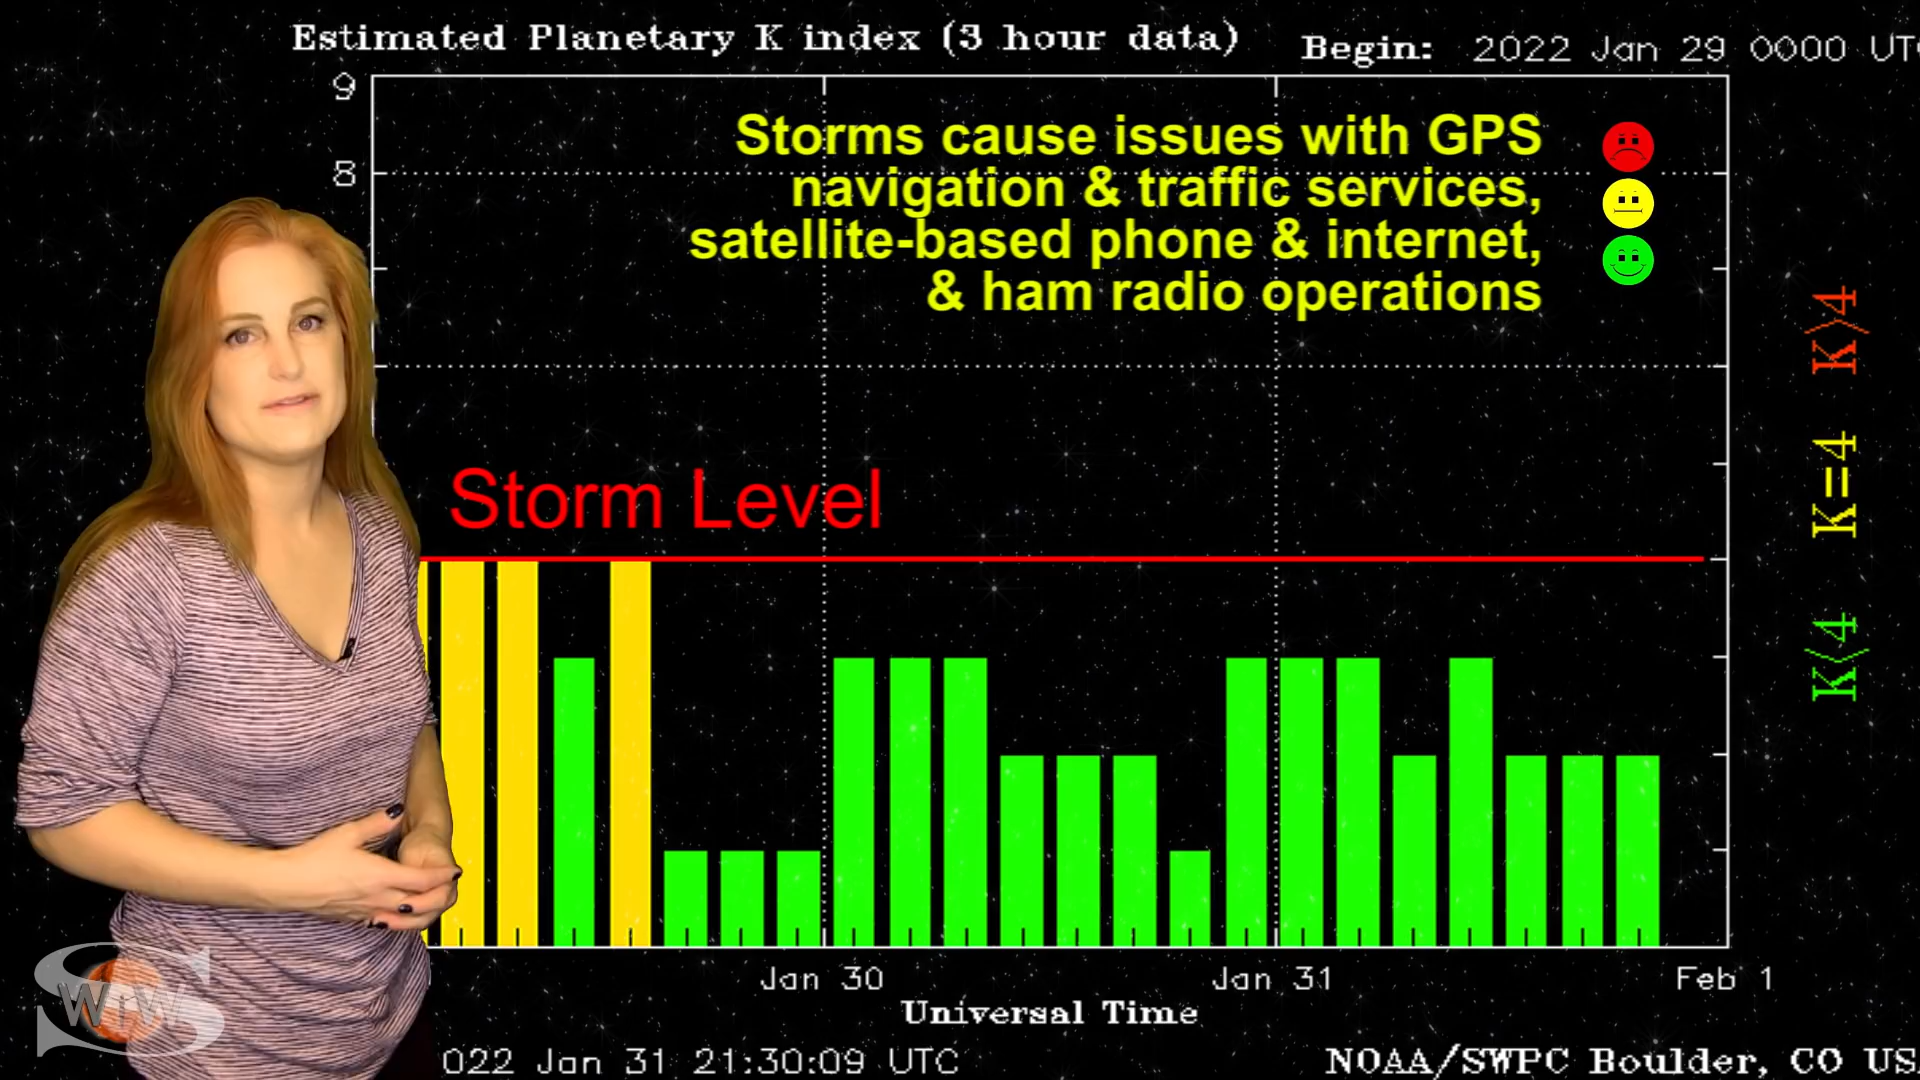 Estimated Planetary K index (3 hour data)
Begin: 2022 Jan 29 0000 UTC
9
8
Storms cause issues with GPS
navigation & traffic services,
satellite-based phone & internet,
& ham radio operations
K>4
K=4
K<4
Storm Level
Jan 30
Jan 31
Feb 1
Universal Time
022 Jan 31 21:30:09 UTC
NOAA/SWPC Boulder, CO US